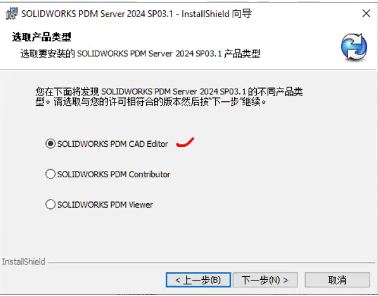 SOLIDWORKS PDM Server 2024 SP03.1 - InstallShield 向导
选取产品类型
选取要安装的 SOLIDWORKS PDM Server 2024 SP03.1 产品类型
您在下面将发现 SOLIDWORKS PDM Server 2024 SP03.1 的不同产品类
型。请选取与您的许可相符合的版本然后按“下一步”继续。
SOLIDWORKS PDM CAD Editor
SOLIDWORKS PDM Contributor
SOLIDWORKS PDM Viewer
InstallShield
< 上一步(B) 下一步(N) > 取消